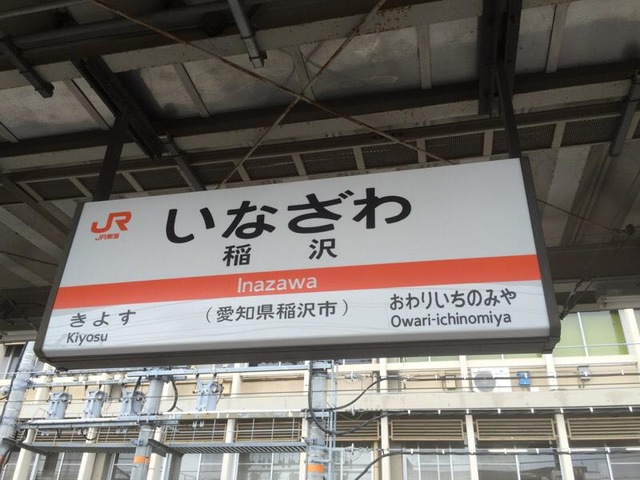 JR
JR東海
いなざわ
稲沢
Inazawa
きよす
Kiyosu
(愛知県稲沢市)
おわりいちのみや
Owari-ichinomiya